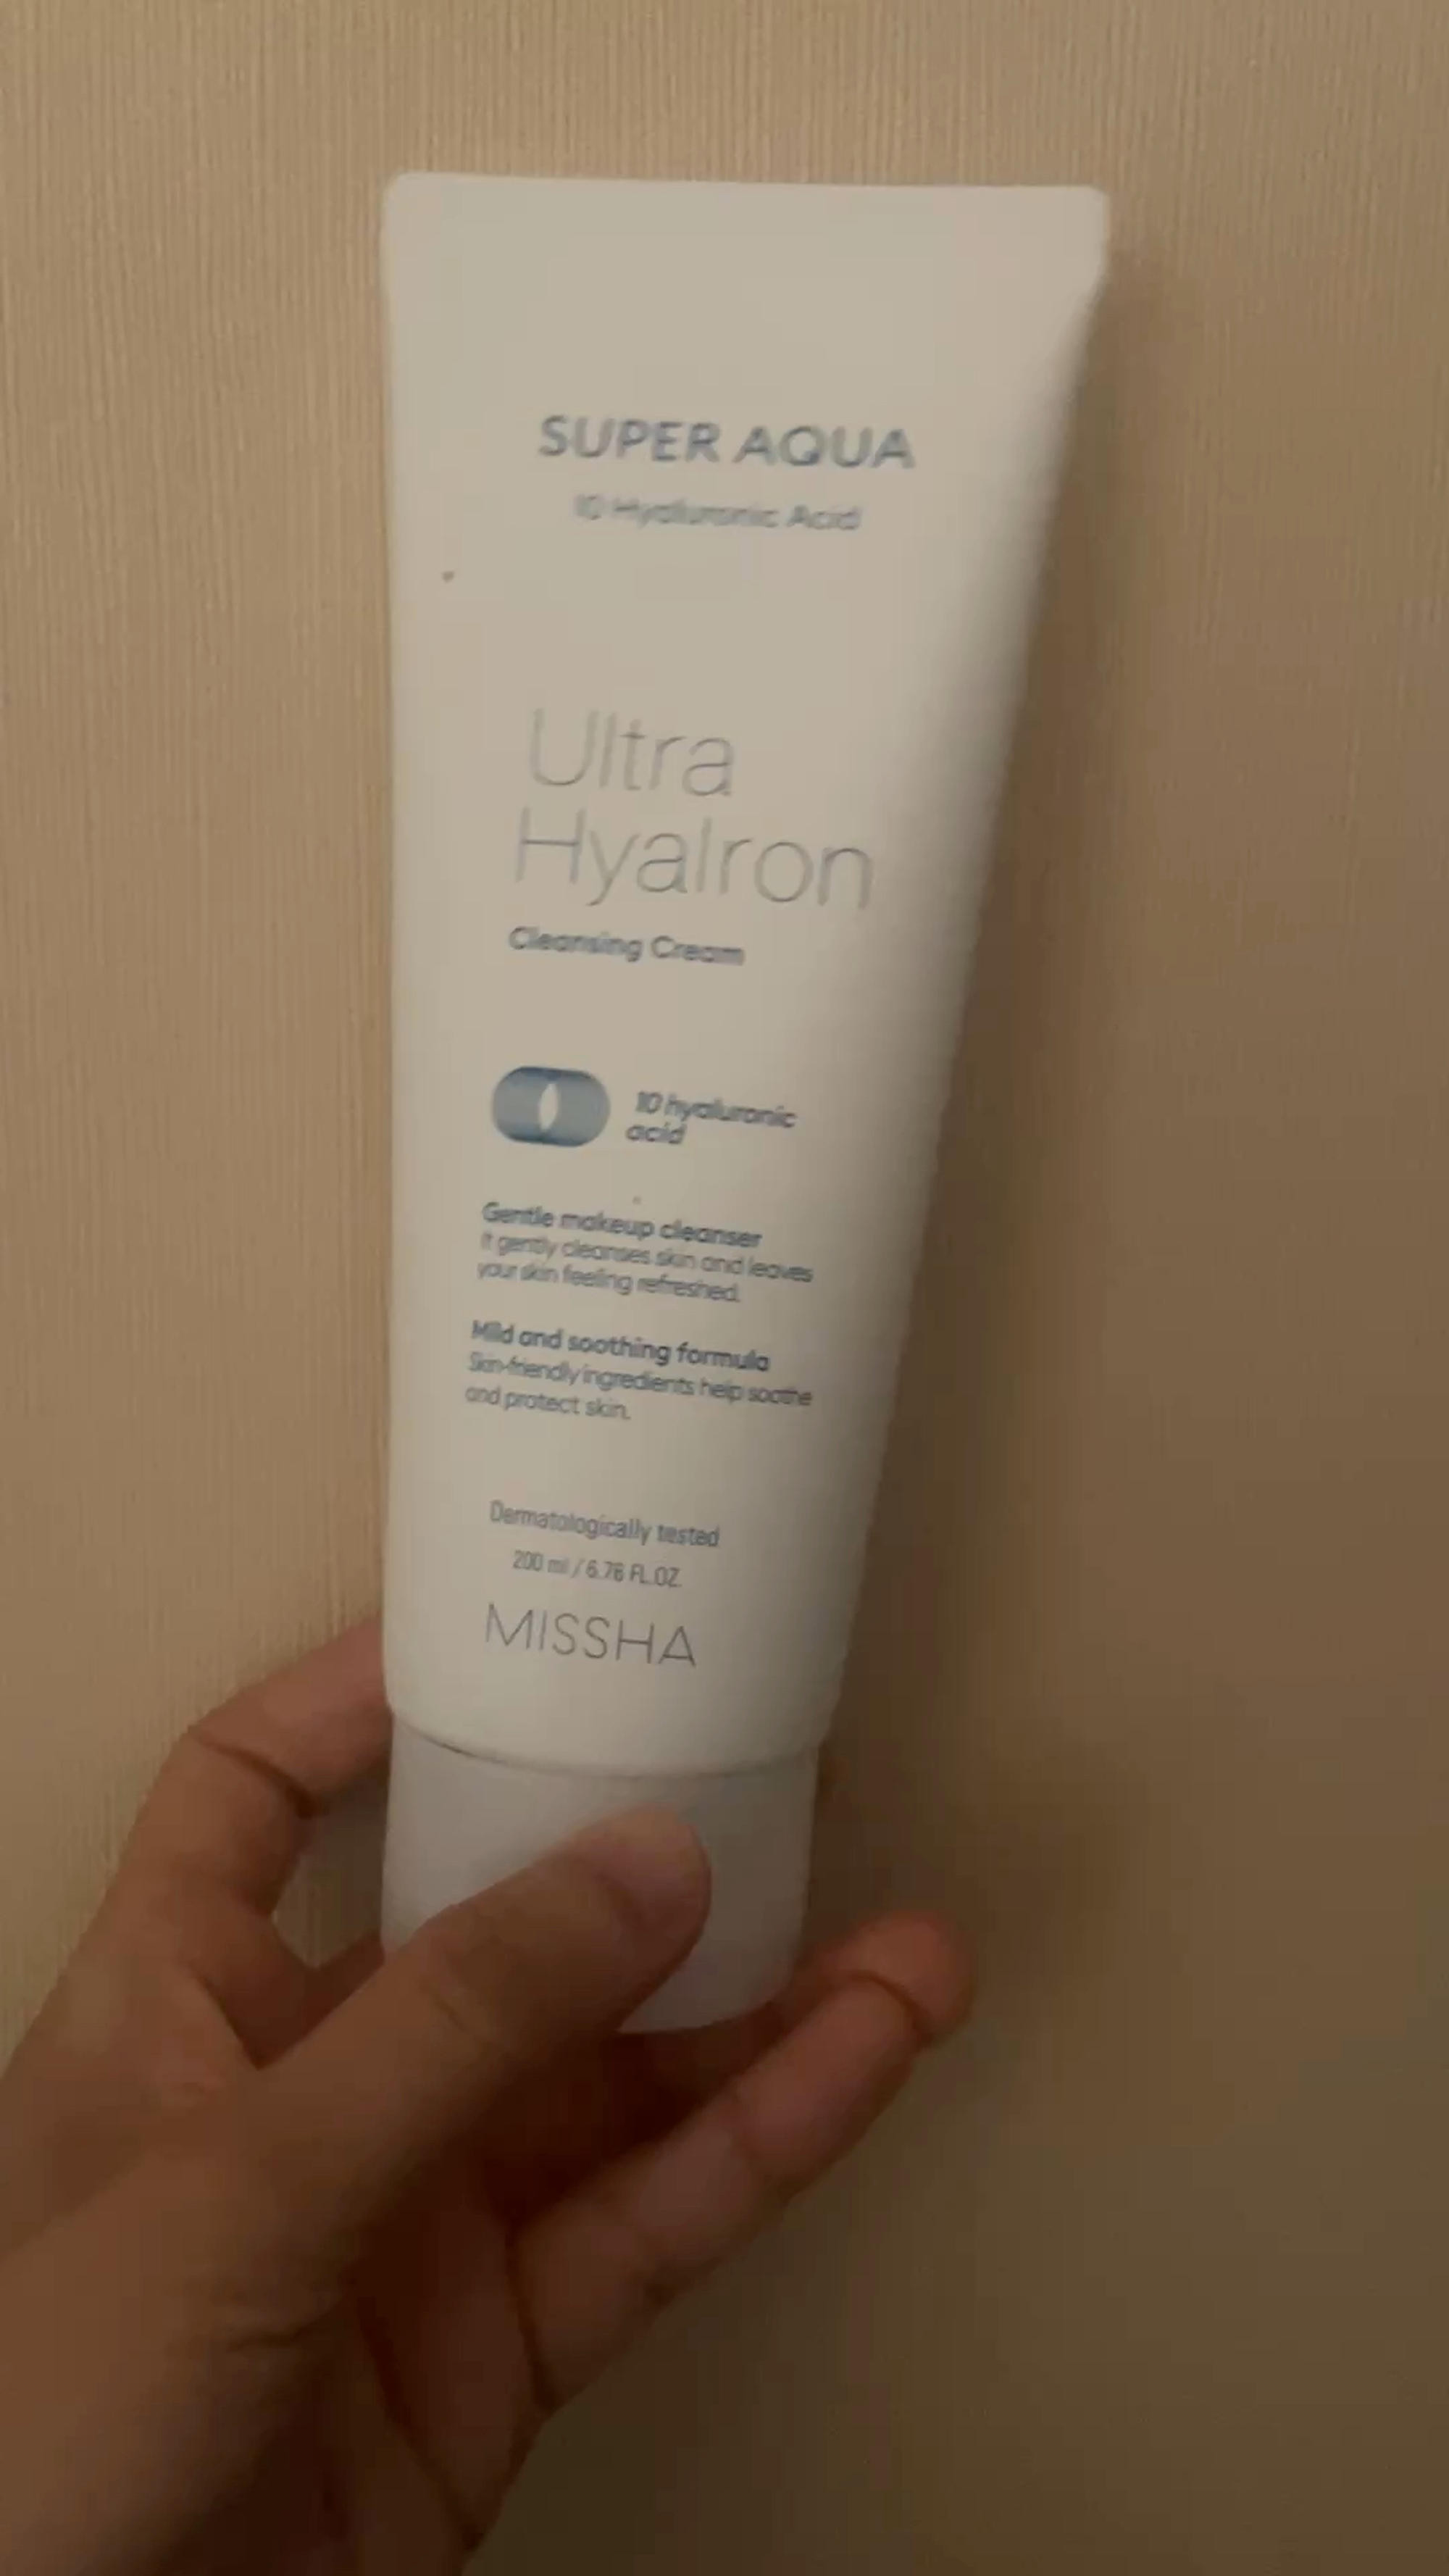 SUPER AQUA
10 Hyaluronic Acid
Ultra
Hyalron
Cleansing Cream
10 hyaluronic
acid
Gentle makeup cleanser
It gently cleanses skin and leaves
your skin feeling refreshed.
Mild and soothing formula
Skin-friendly ingredients help soothe
and protect skin.
Dermatologically tested
200 ml / 6.76 FL.OZ.
MISSHA